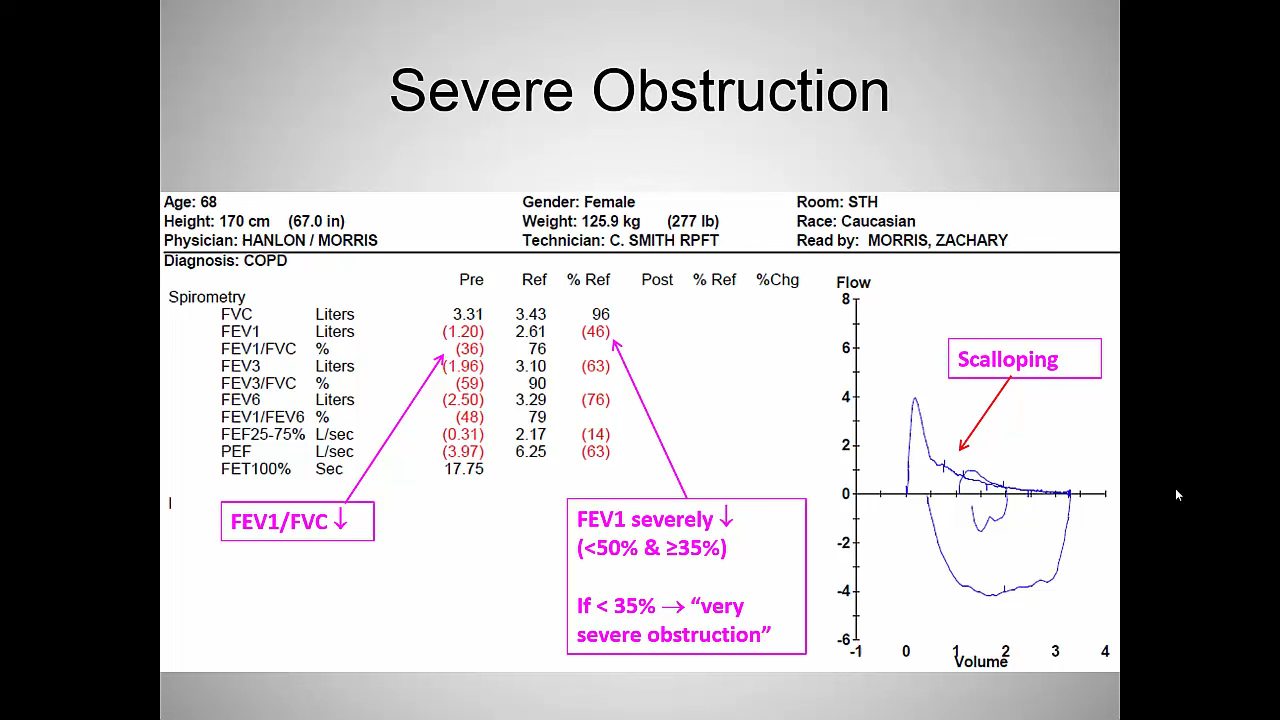 Severe Obstruction
Age: 68 Gender: Female Room: STH
Height: 170 cm (67.0 in) Weight: 125.9 kg (277 lb) Race: Caucasian
Physician: HANLON / MORRIS Technician: C. SMITH RPFT Read by: MORRIS, ZACHARY
Diagnosis: COPD
Pre Ref % Ref Post % Ref %Chg
Spirometry
FVC Liters 3.31 3.43 96
FEV1 Liters (1.20) 2.61 (46)
FEV1/FVC % (36) 76
FEV3 Liters (1.96) 3.10 (63)
FEV3/FVC % (59) 90
FEV6 Liters (2.50) 3.29 (76)
FEV1/FEV6 % (48) 79
FEF25-75% L/sec (0.31) 2.17 (14)
PEF L/sec (3.97) 6.25 (63)
FET100% Sec 17.75
FEV1/FVC ↓
FEV1 severely ↓
(<50% & ≥35%)
If < 35% → “very
severe obstruction”
Flow
8
6
4
2
0
-2
-4
-6
Scalloping
-1 0 1 2 3 4
Volume